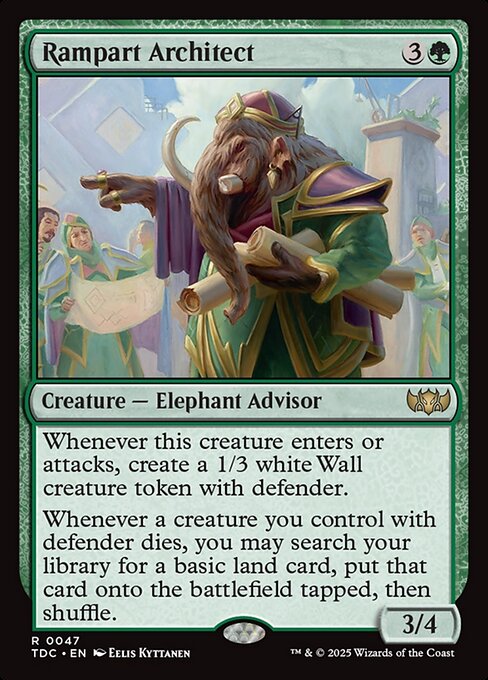 Rampart Architect 3
Creature — Elephant Advisor
Whenever this creature enters or
attacks, create a 1/3 white Wall
creature token with defender.
Whenever a creature you control with
defender dies, you may search your
library for a basic land card, put that
card onto the battlefield tapped, then
shuffle.
3/4
R 0047
TDC • EN Eelis Kyttanen
™ & © 2025 Wizards of the Coast